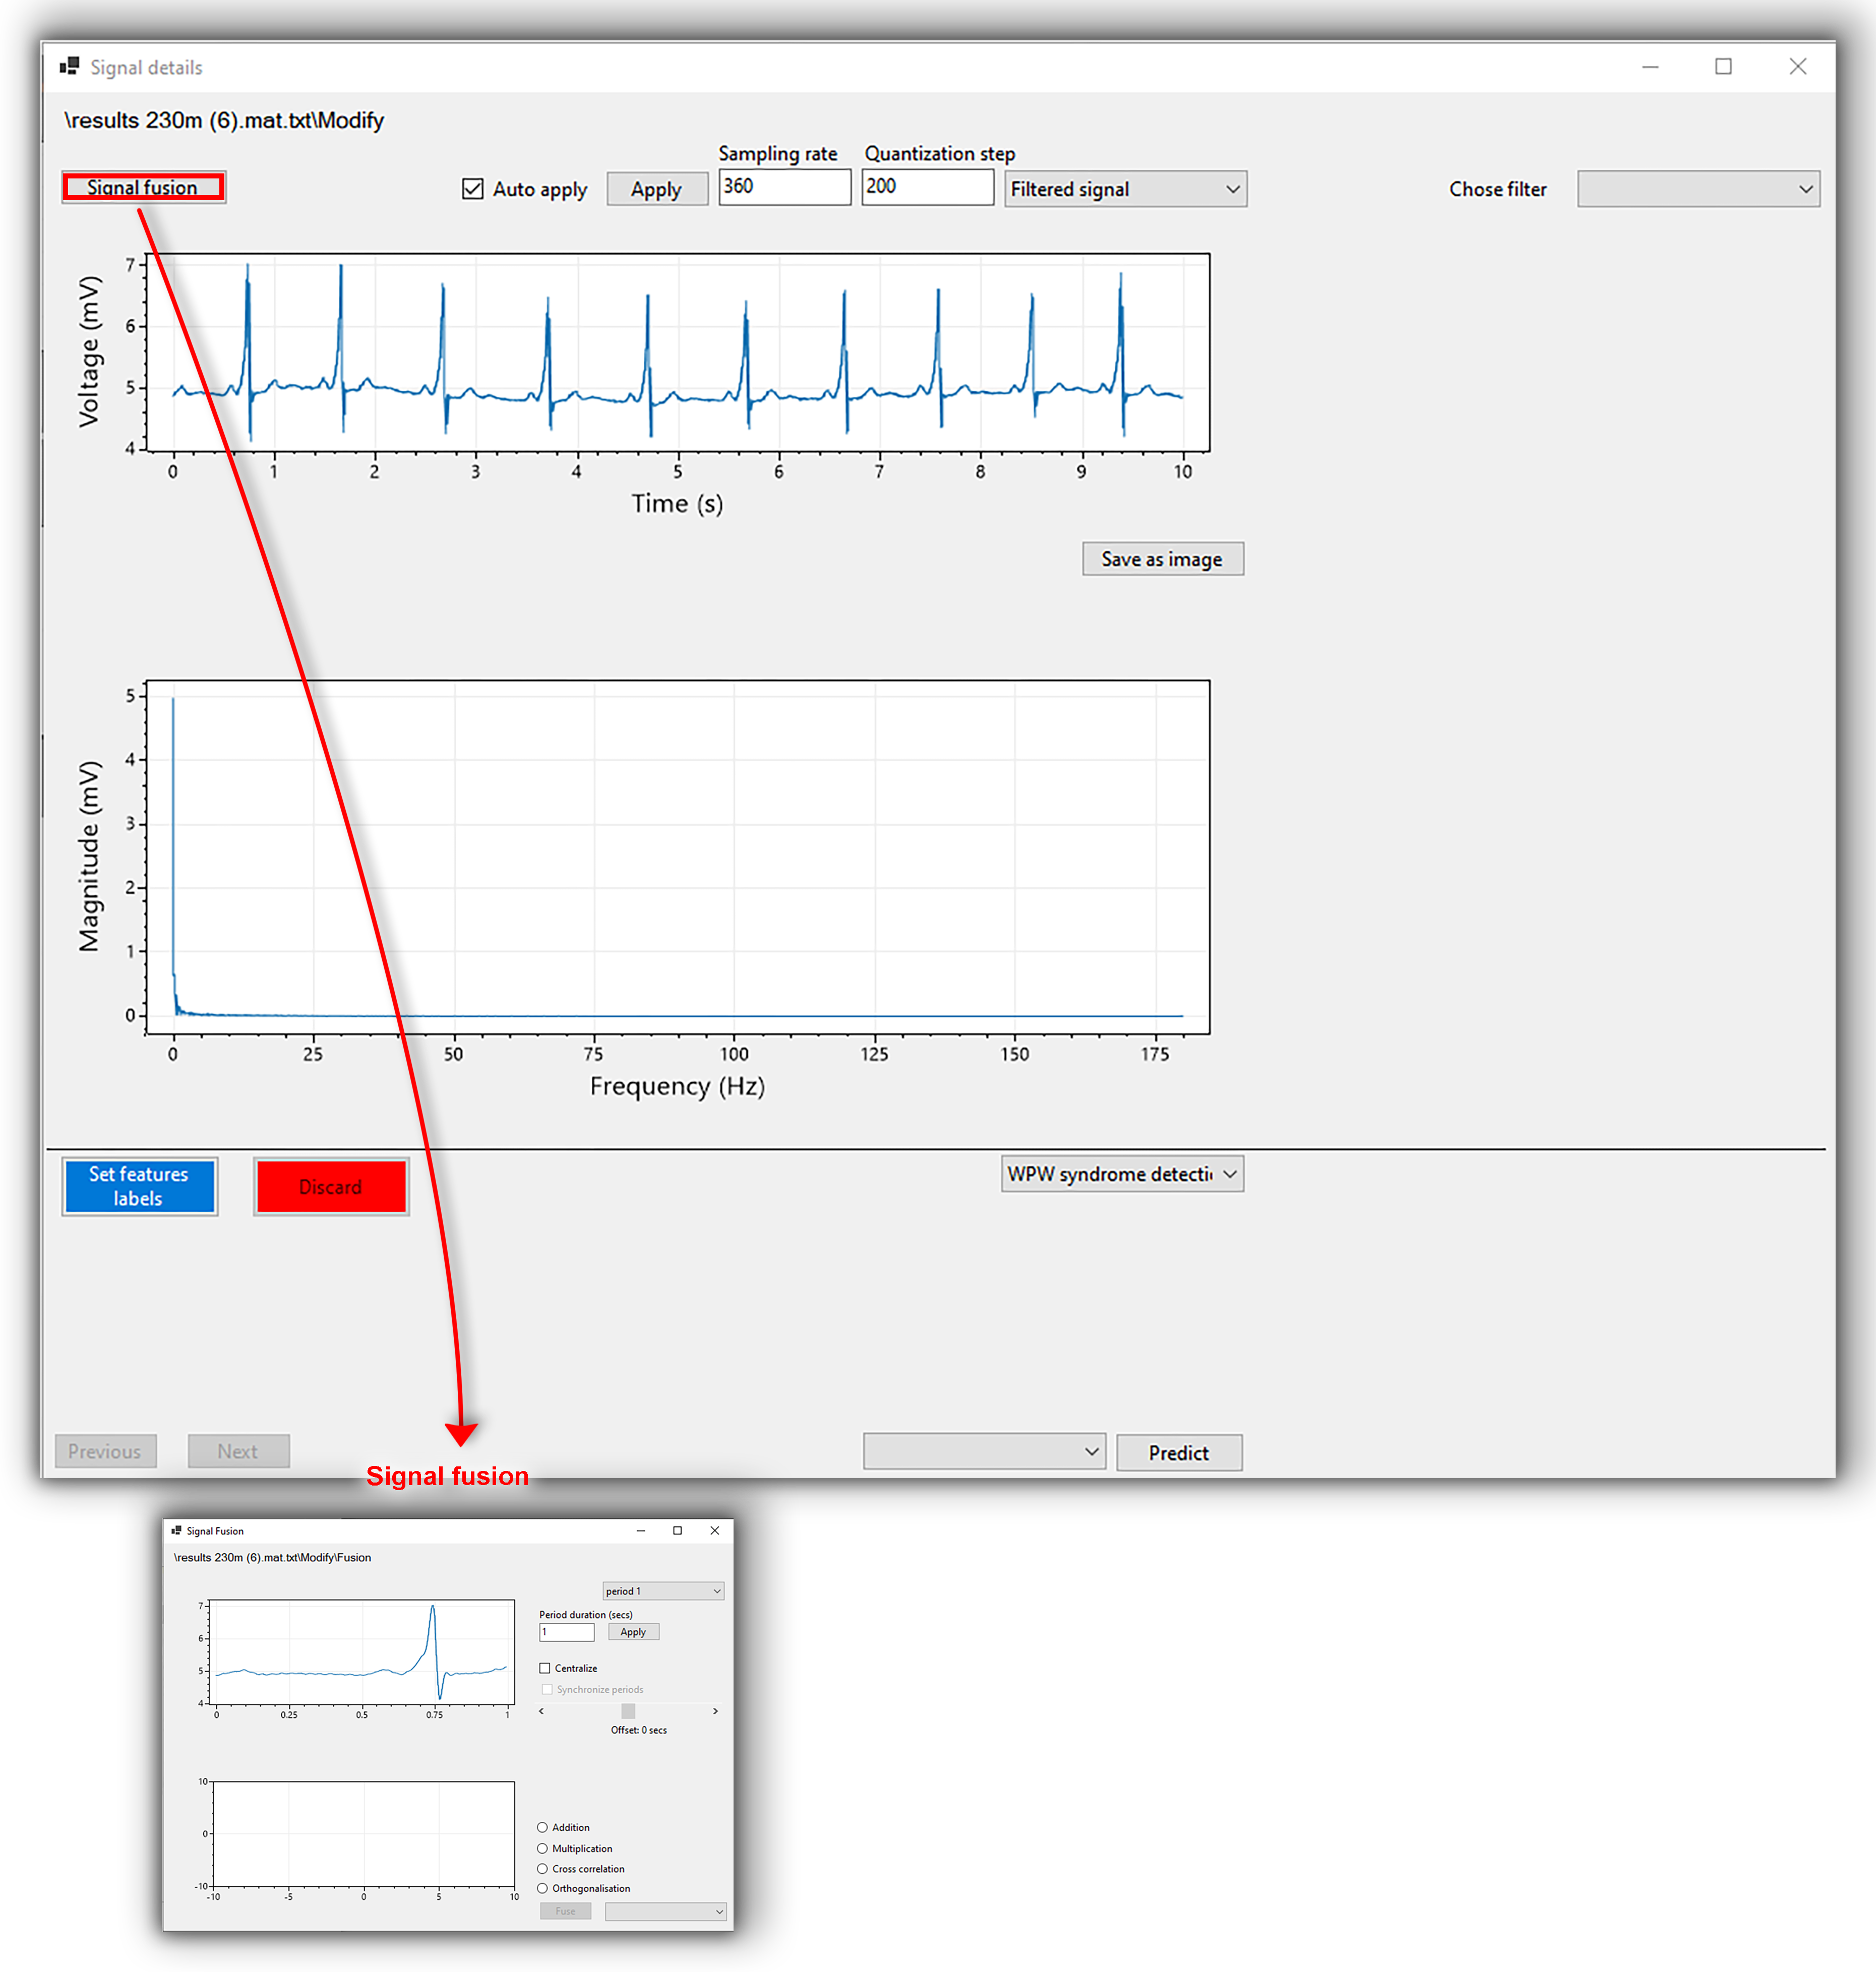 Signal details
\results 230m (6).mat.txt\Modify
Sampling rate Quantization step
Signal fusion Auto apply Apply 360 200 Filtered signal Chose filter
Voltage (mV)
7
6
5
4
0 1 2 3 4 5 6 7 8 9 10
Time (s)
Save as image
Magnitude (mV)
5
4
3
2
1
0
0 25 50 75 100 125 150 175
Frequency (Hz)
Set features
labels
Discard
WPW syndrome detecti
Previous Next Predict
Signal fusion
Signal Fusion
\results 230m (6).mat.txt\Modify\Fusion
period 1
Period duration (secs)
1 Apply
7
6
5
4
0 0.25 0.5 0.75 1
Centralize
Synchronize periods
< >
Offset: 0 secs
10
0
-10
-10 -5 0 5 10
Addition
Multiplication
Cross correlation
Orthogonalisation
Fuse